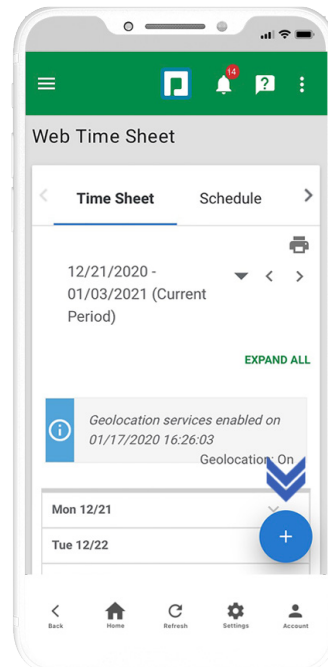 14
?
Web Time Sheet
Time Sheet Schedule
12/21/2020 -
01/03/2021 (Current
Period)
EXPAND ALL
Geolocation services enabled on
01/17/2020 16:26:03
Geolocation: On
Mon 12/21
Tue 12/22
+
Back Home Refresh Settings Account